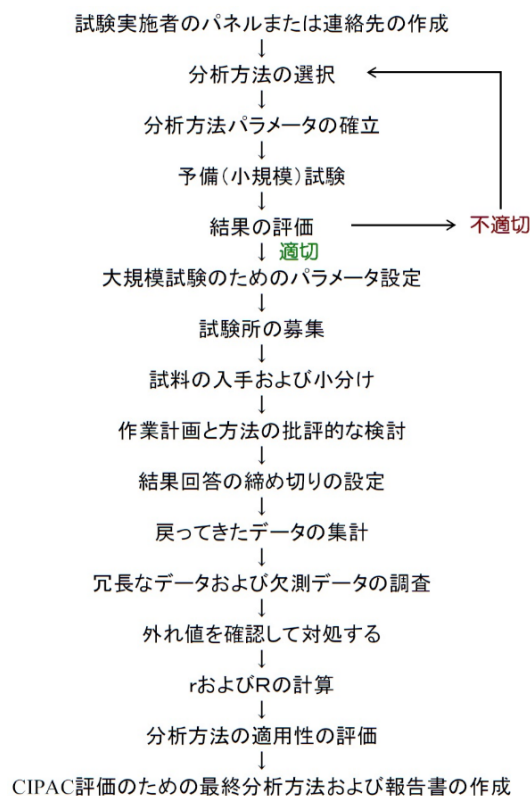 試験実施者のパネルまたは連絡先の作成
↓
分析方法の選択
↓
分析方法パラメータの確立
↓
予備(小規模)試験
↓
結果の評価
不適切
↓ 適切
大規模試験のためのパラメータ設定
↓
試験所の募集
↓
試料の入手および小分け
↓
作業計画と方法の批評的な検討
↓
結果回答の締め切りの設定
↓
戻ってきたデータの集計
↓
冗長なデータおよび欠測データの調査
↓
外れ値を確認して対処する
↓
rおよびRの計算
↓
分析方法の適用性の評価
↓
CIPAC評価のための最終分析方法および報告書の作成